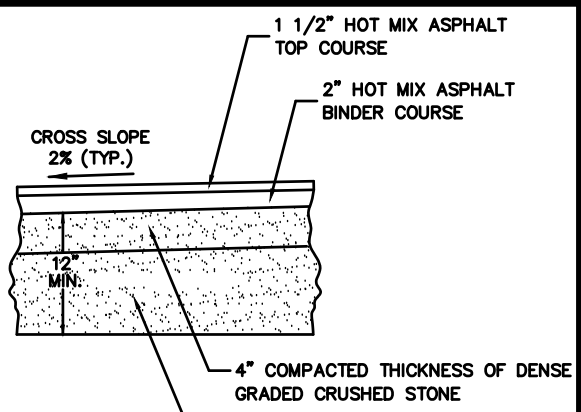 1 1/2" HOT MIX ASPHALT
TOP COURSE
2" HOT MIX ASPHALT
BINDER COURSE
CROSS SLOPE
2% (TYP.)
12"
MIN.
4" COMPACTED THICKNESS OF DENSE
GRADED CRUSHED STONE